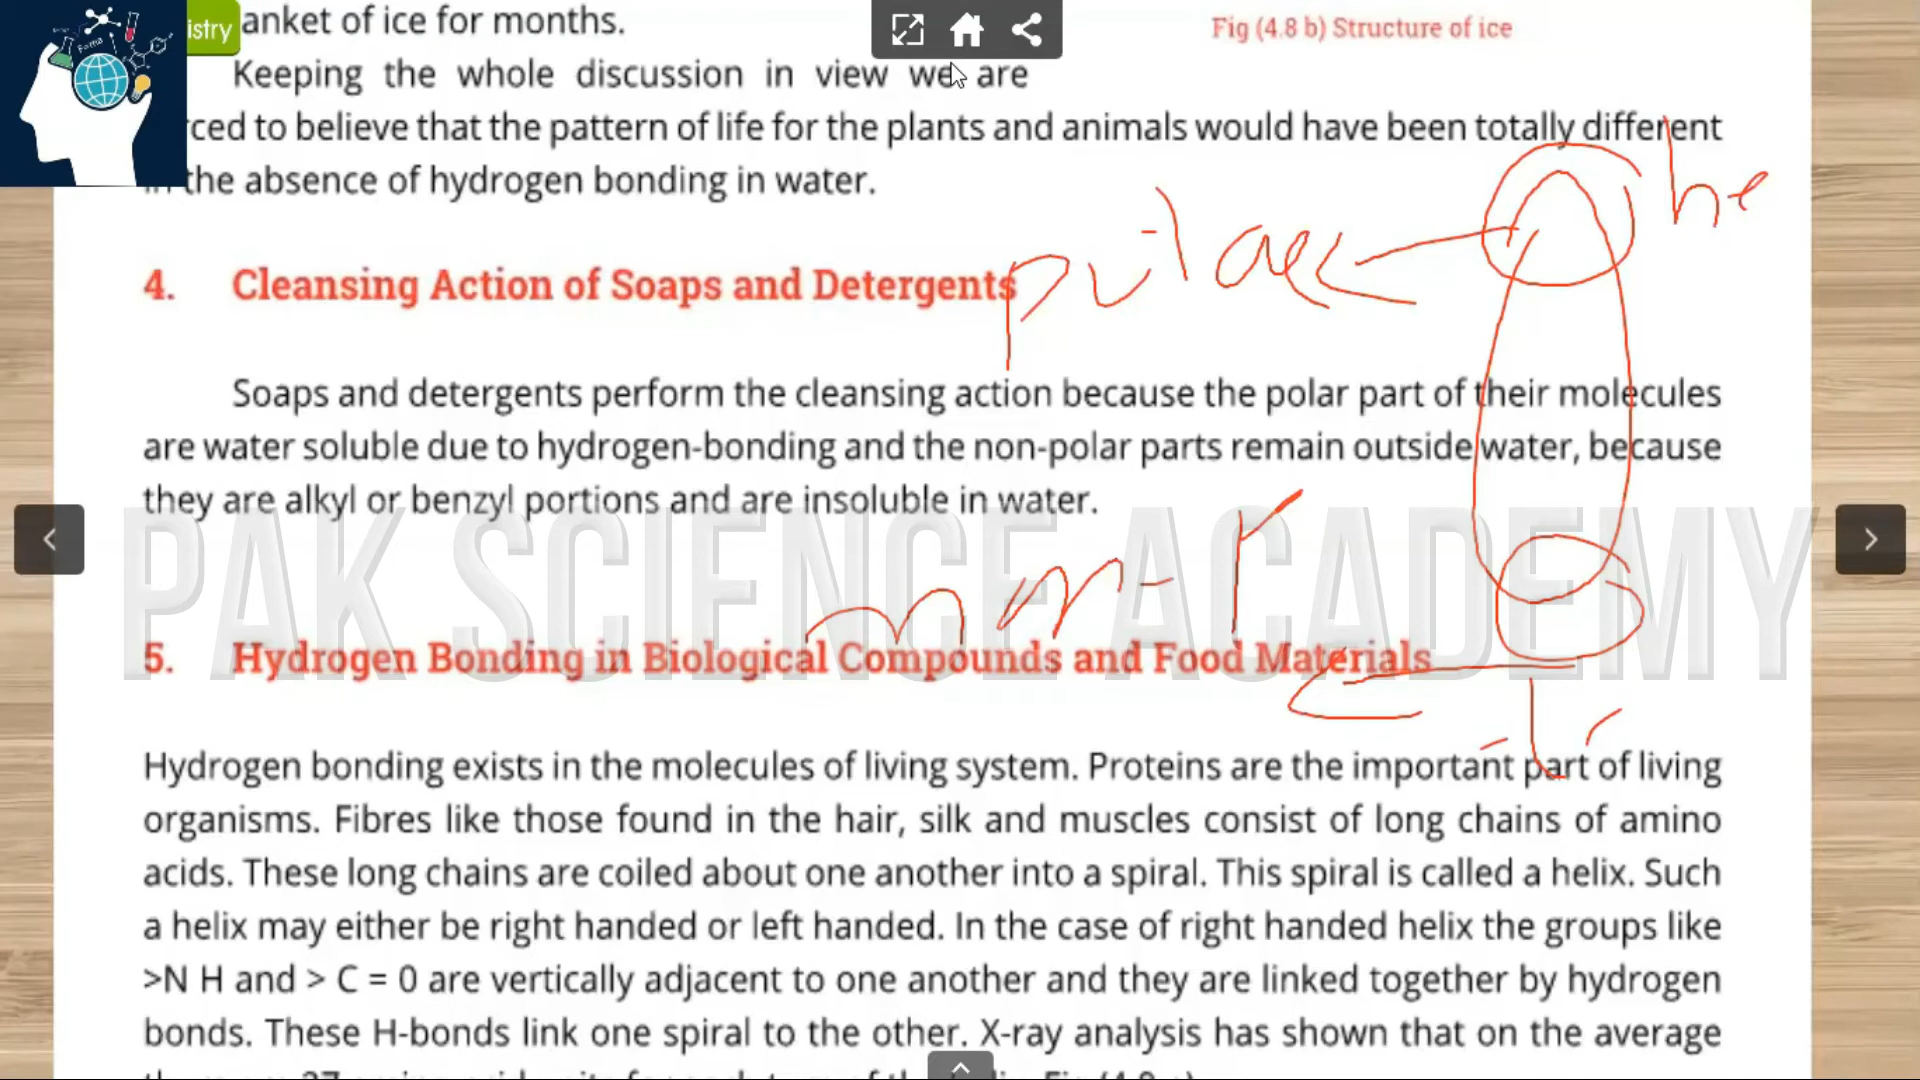 istry
anket of ice for months.
Fig (4.8 b) Structure of ice
Keeping the whole discussion in view we are
rced to believe that the pattern of life for the plants and animals would have been totally different
the absence of hydrogen bonding in water.
he
4. Cleansing Action of Soaps and Detergents
Soaps and detergents perform the cleansing action because the polar part of their molecules
are water soluble due to hydrogen-bonding and the non-polar parts remain outside water, because
they are alkyl or benzyl portions and are insoluble in water.
PAK SCIENCE ACADEMY
non-P
5. Hydrogen Bonding in Biological Compounds and Food Materials
Hydrogen bonding exists in the molecules of living system. Proteins are the important part of living
organisms. Fibres like those found in the hair, silk and muscles consist of long chains of amino
acids. These long chains are coiled about one another into a spiral. This spiral is called a helix. Such
a helix may either be right handed or left handed. In the case of right handed helix the groups like
>N H and > C = 0 are vertically adjacent to one another and they are linked together by hydrogen
bonds. These H-bonds link one spiral to the other. X-ray analysis has shown that on the average